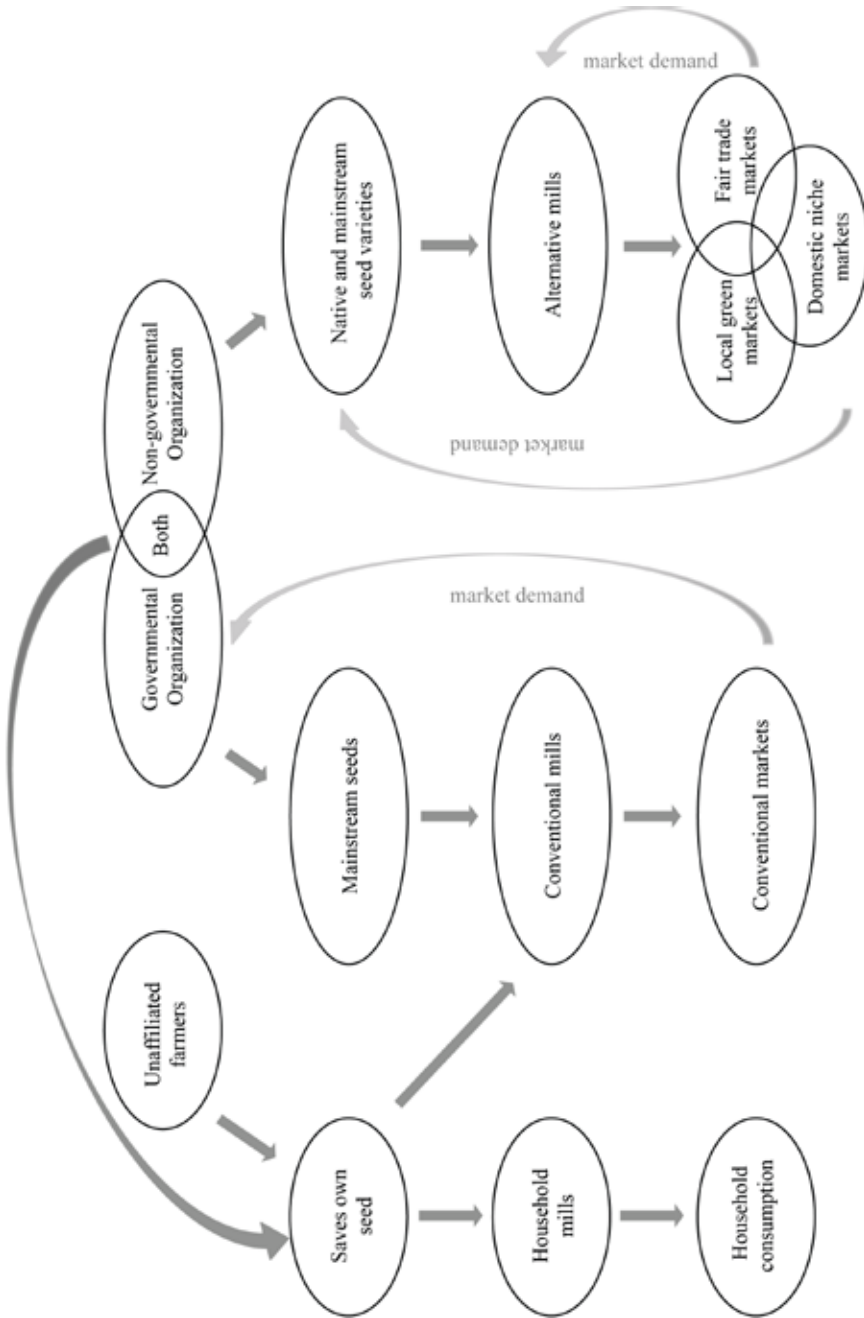 Unaffiliated
farmers
Governmental
Organization
Both
Non-governmental
Organization
Saves own
seed
Mainstream seeds
Native and mainstream
seed varieties
Household
mills
Conventional mills
Alternative mills
Household
consumption
Conventional markets
Local green
markets
Fair trade
markets
Domestic niche
markets
market demand
market demand
market demand